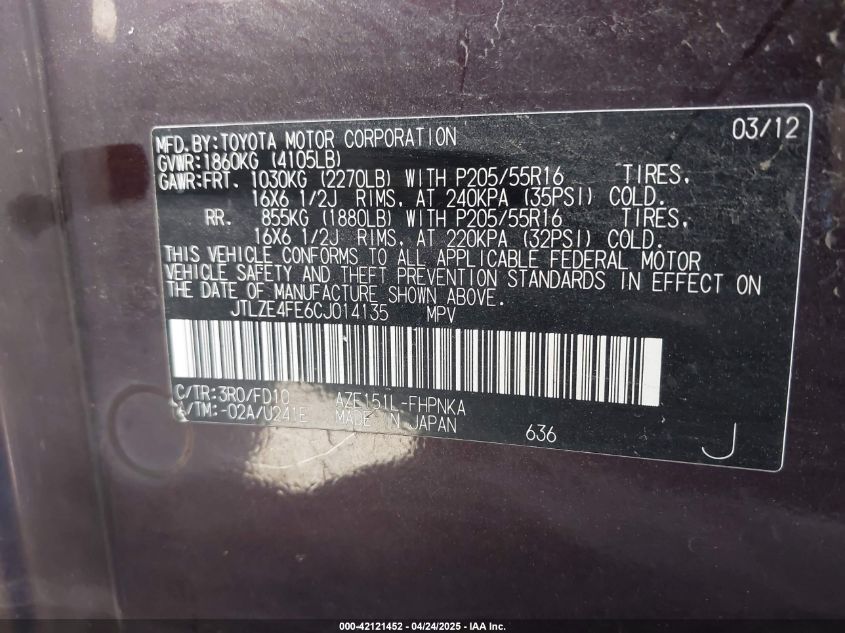 MFD.BY:TOYOTA MOTOR CORPORATION 03/12
GVWR:1860KG (4105LB)
GAWR:FRT. 1030KG (2270LB) WITH P205/55R16 TIRES,
16X6 1/2J RIMS, AT 240KPA (35PSI) COLD.
RR. 855KG (1880LB) WITH P205/55R16 TIRES,
16X6 1/2J RIMS, AT 220KPA (32PSI) COLD.
THIS VEHICLE CONFORMS TO ALL APPLICABLE FEDERAL MOTOR
VEHICLE SAFETY AND THEFT PREVENTION STANDARDS IN EFFECT ON
THE DATE OF MANUFACTURE SHOWN ABOVE.
JTLZE4FE6CJ014135 MPV
C/TR:3R0/FD10 AZE151L-FHPNKA
/TM:-02A/U241E MADE IN JAPAN 636 J
000-42121452 - 04/24/2025 - IAA Inc.